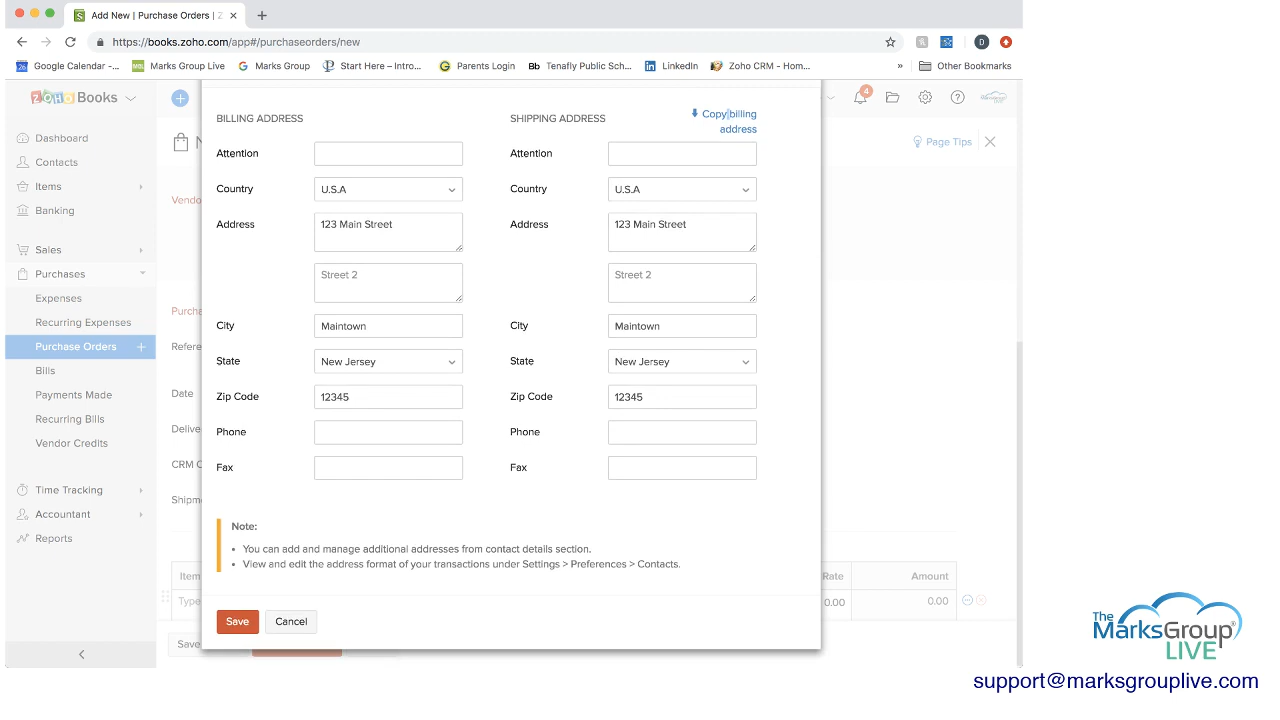 Add New | Purchase Orders | Z
https://books.zoho.com/app#/purchaseorders/new
D
26 Google Calendar -... Marks Group Live Marks Group Start Here – Intro... Parents Login Bb Tenafly Public Sch... LinkedIn Zoho CRM - Hom... » Other Bookmarks
ZOHO Books
4
BILLING ADDRESS
SHIPPING ADDRESS
Copy billing
address
Page Tips
Dashboard
Contacts
Items
Banking
Sales
Purchases
Expenses
Recurring Expenses
Purchase Orders
Bills
Payments Made
Recurring Bills
Vendor Credits
Time Tracking
Accountant
Reports
N
Vendo
Purcha
Refere
Date
Delive
CRM C
Shipme
Item
Type
Save
Attention
Country U.S.A
Address 123 Main Street
Street 2
City Maintown
State New Jersey
Zip Code 12345
Phone
Fax
Attention
Country U.S.A
Address 123 Main Street
Street 2
City Maintown
State New Jersey
Zip Code 12345
Phone
Fax
Note:
• You can add and manage additional addresses from contact details section.
• View and edit the address format of your transactions under Settings > Preferences > Contacts.
Save Cancel
Rate Amount
0.00 0.00
The
MarksGroup®
LIVE
support@marksgrouplive.com